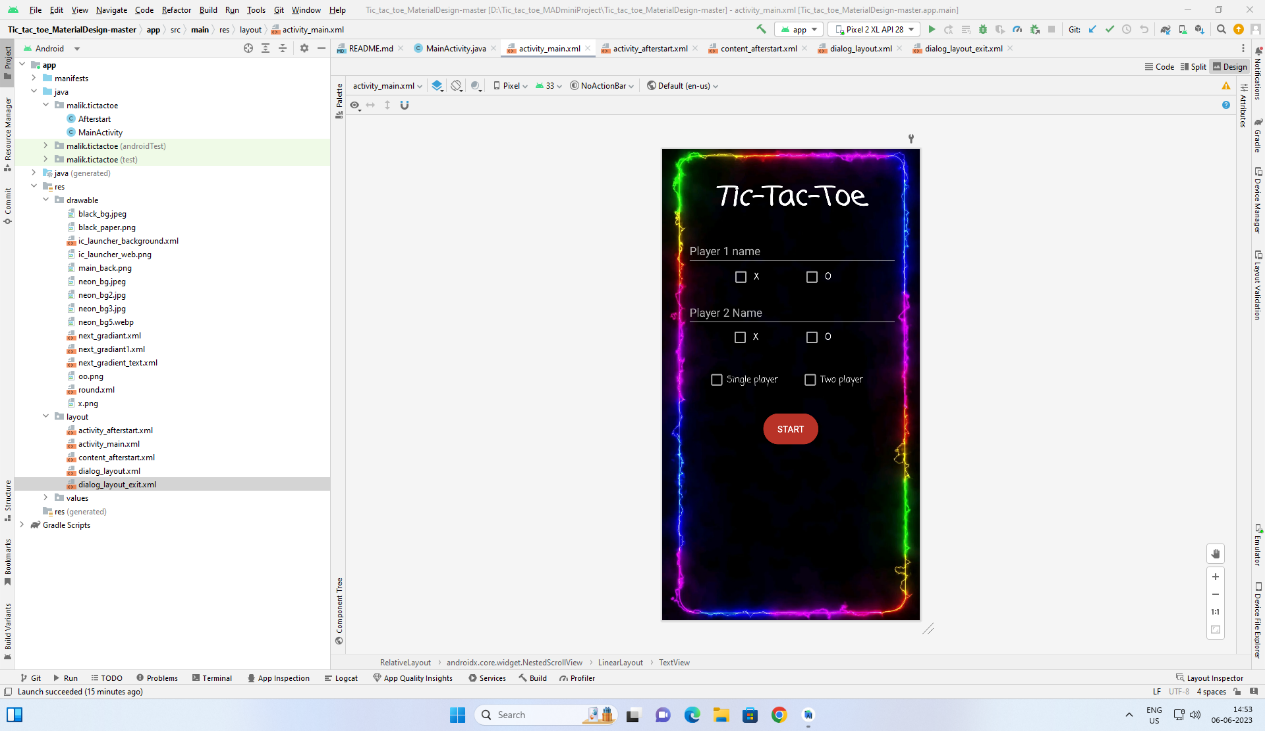 File Edit View Navigate Code Refactor Build Run Tools Git Window Help Tic_tac_toe_MaterialDesign-master [D:\Tic_tac_toe_MADminiProject\Tic_tac_toe_MaterialDesign-master] - activity_main.xml [Tic_tac_toe_MaterialDesign-master.app.main]
Tic_tac_toe_MaterialDesign-master app src main res layout activity_main.xml app Pixel 2 XL API 28 Git:
Android README.md MainActivity.java activity_main.xml activity_afterstart.xml content_afterstart.xml dialog_layout.xml dialog_layout_exit.xml
Code Split Design
activity_main.xml Pixel 33 NoActionBar Default (en-us)
Project
Resource Manager
Commit
Structure
Bookmarks
Build Variants
app
manifests
java
malik.tictactoe
Afterstart
MainActivity
malik.tictactoe (androidTest)
malik.tictactoe (test)
java (generated)
res
drawable
black_bg.jpeg
black_paper.png
ic_launcher_background.xml
ic_launcher_web.png
main_back.png
neon_bg.jpeg
neon_bg2.jpg
neon_bg3.jpg
neon_bg5.webp
next_gradiant.xml
next_gradiant1.xml
next_gradient_text.xml
oo.png
round.xml
x.png
layout
activity_afterstart.xml
activity_main.xml
content_afterstart.xml
dialog_layout.xml
dialog_layout_exit.xml
values
res (generated)
Gradle Scripts
Palette
Component Tree
Tic-Tac-Toe
Player 1 name
X O
Player 2 Name
X O
Single player Two player
START
1:1
Attributes
Notifications
Gradle
Device Manager
Layout Validation
Emulator
Device File Explorer
RelativeLayout androidx.core.widget.NestedScrollView LinearLayout TextView
Git Run TODO Problems Terminal App Inspection Logcat App Quality Insights Services Build Profiler Layout Inspector
Launch succeeded (15 minutes ago) LF UTF-8 4 spaces
Search
ENG
US
14:53
06-06-2023